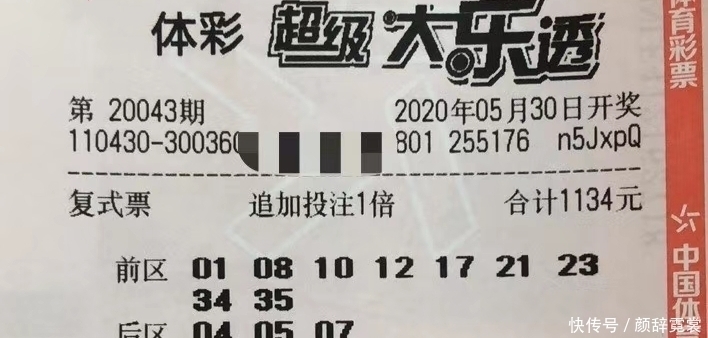 体彩 超级大乐透
第 20043期 2020年05月30日开奖
110430-300360 801 255176 n5JxpQ
复式票 追加投注1倍 合计1134元
前区 01 08 10 12 17 21 23
34 35
后区 04 05 07
体育彩票
中国体
快传号／颜辞霓裳